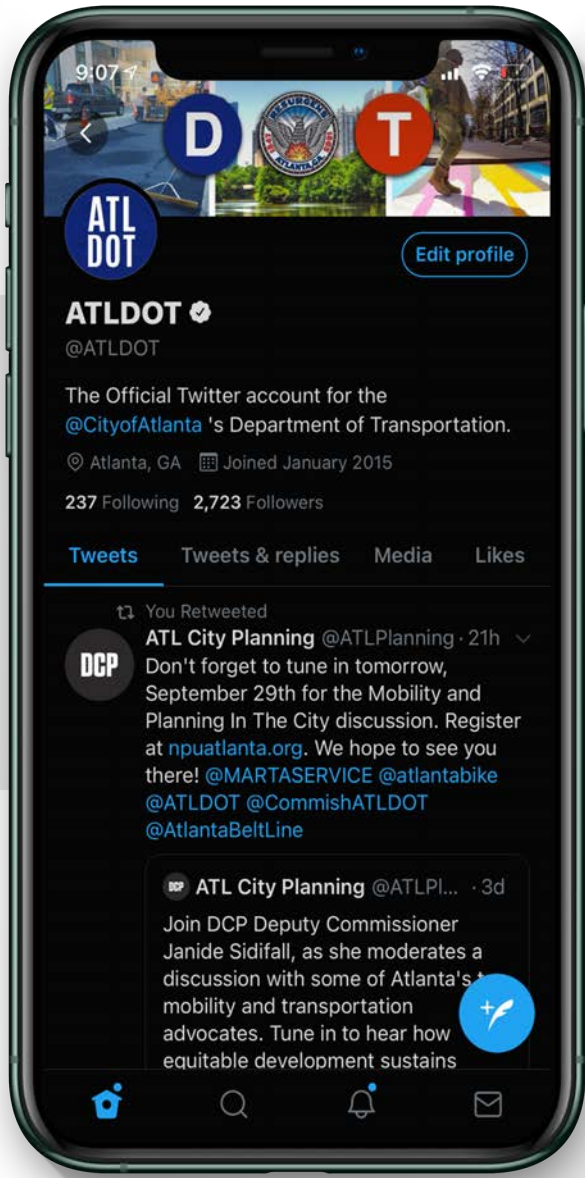 9:07
D
RESURGENS
ATLANTA, GA.
T
ATL
DOT
Edit profile
ATLDOT
@ATLDOT
The Official Twitter account for the
@CityofAtlanta 's Department of Transportation.
Atlanta, GA Joined January 2015
237 Following 2,723 Followers
Tweets Tweets & replies Media Likes
You Retweeted
ATL City Planning @ATLPlanning · 21h
DCP
Don't forget to tune in tomorrow,
September 29th for the Mobility and
Planning In The City discussion. Register
at npuatlanta.org. We hope to see you
there! @MARTASERVICE @atlantabike
@ATLDOT @CommishATLDOT
@AtlantaBeltLine
DCP ATL City Planning @ATLPl... · 3d
Join DCP Deputy Commissioner
Janide Sidifall, as she moderates a
discussion with some of Atlanta's
mobility and transportation
advocates. Tune in to hear how
equitable development sustains